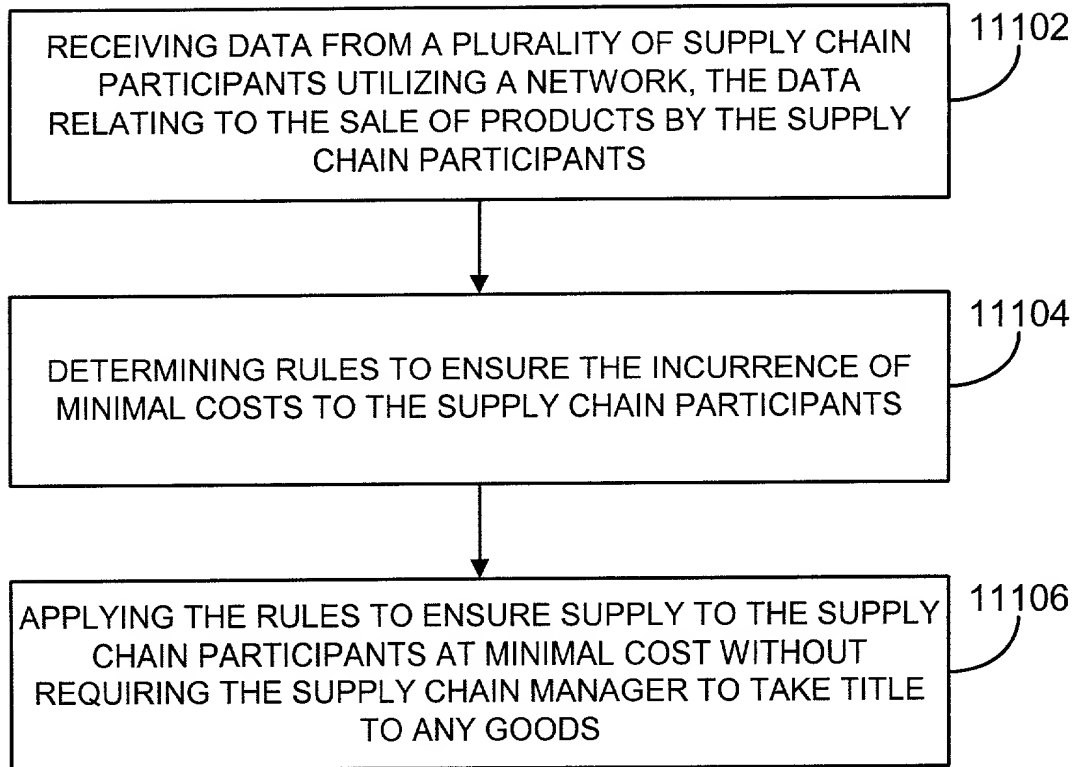 RECEIVING DATA FROM A PLURALITY OF SUPPLY CHAIN
PARTICIPANTS UTILIZING A NETWORK, THE DATA
RELATING TO THE SALE OF PRODUCTS BY THE SUPPLY
CHAIN PARTICIPANTS
11102
DETERMINING RULES TO ENSURE THE INCURRENCE OF
MINIMAL COSTS TO THE SUPPLY CHAIN PARTICIPANTS
11104
APPLYING THE RULES TO ENSURE SUPPLY TO THE SUPPLY
CHAIN PARTICIPANTS AT MINIMAL COST WITHOUT
REQUIRING THE SUPPLY CHAIN MANAGER TO TAKE TITLE
TO ANY GOODS
11106